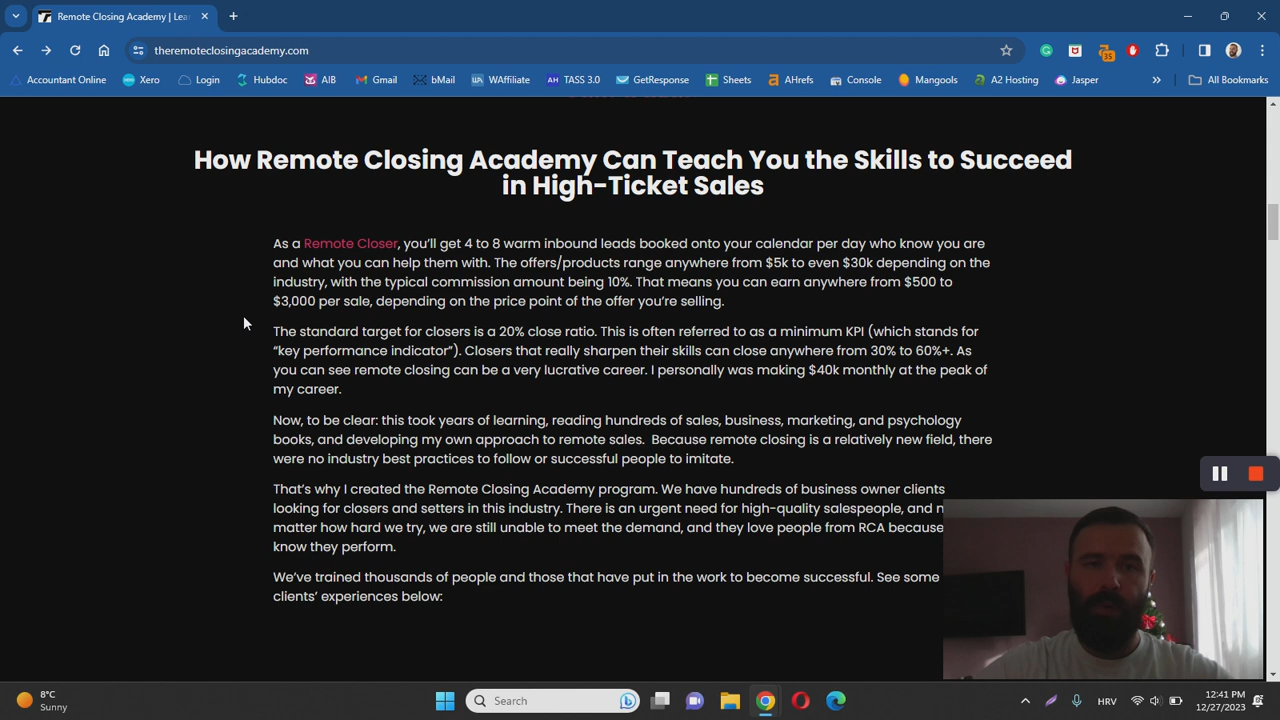 Remote Closing Academy | Lear
theremoteclosingacademy.com
35
Accountant Online
Xero
Login
Hubdoc
AIB
Gmail
bMail
WAffiliate
AH TASS 3.0
GetResponse
Sheets
AHrefs
Console
Mangools
A2 Hosting
Jasper
All Bookmarks
How Remote Closing Academy Can Teach You the Skills to Succeed
in High-Ticket Sales
As a Remote Closer, you'll get 4 to 8 warm inbound leads booked onto your calendar per day who know you are
and what you can help them with. The offers/products range anywhere from $5k to even $30k depending on the
industry, with the typical commission amount being 10%. That means you can earn anywhere from $500 to
$3,000 per sale, depending on the price point of the offer you're selling.
The standard target for closers is a 20% close ratio. This is often referred to as a minimum KPI (which stands for
“key performance indicator”). Closers that really sharpen their skills can close anywhere from 30% to 60%+. As
you can see remote closing can be a very lucrative career. I personally was making $40k monthly at the peak of
my career.
Now, to be clear: this took years of learning, reading hundreds of sales, business, marketing, and psychology
books, and developing my own approach to remote sales. Because remote closing is a relatively new field, there
were no industry best practices to follow or successful people to imitate.
That's why I created the Remote Closing Academy program. We have hundreds of business owner clients
looking for closers and setters in this industry. There is an urgent need for high-quality salespeople, and
matter how hard we try, we are still unable to meet the demand, and they love people from RCA because
know they perform.
We've trained thousands of people and those that have put in the work to become successful. See some
clients' experiences below:
8°C
Sunny
Search
HRV
12:41 PM
12/27/2023